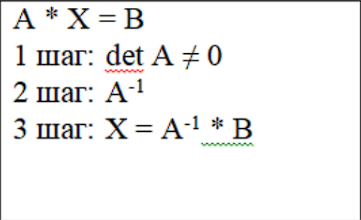 A * X = B
1 шаг: det A ≠ 0
2 шаг: A⁻¹
3 шаг: X = A⁻¹ * B